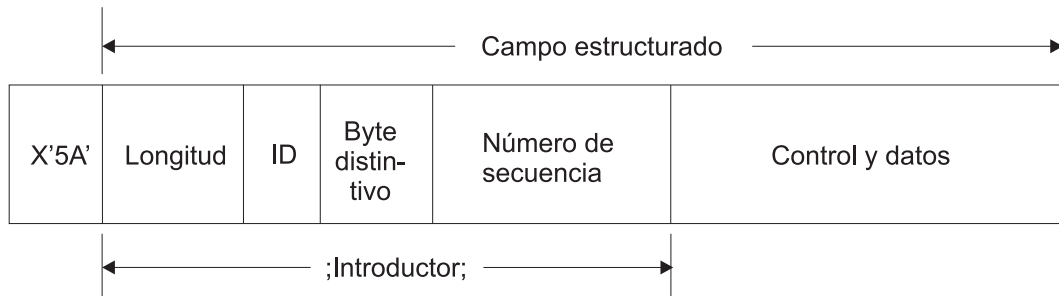 Campo estructurado
X'5A'
Longitud
ID
Byte
distin-
tivo
Número de
secuencia
Control y datos
;Introductor;